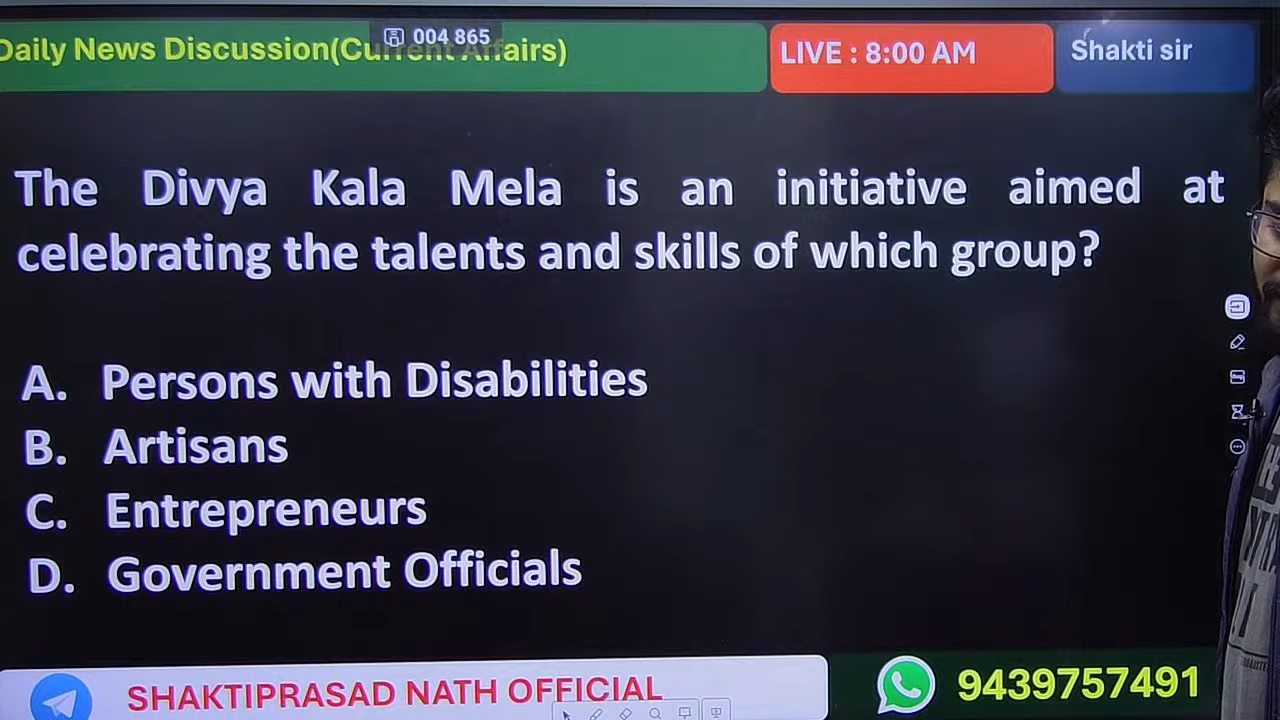 004 865
Daily News Discussion(Current Affairs)
LIVE : 8:00 AM
Shakti sir
The Divya Kala Mela is an initiative aimed at
celebrating the talents and skills of which group?
A. Persons with Disabilities
B. Artisans
C. Entrepreneurs
D. Government Officials
SHAKTIPRASAD NATH OFFICIAL
9439757491